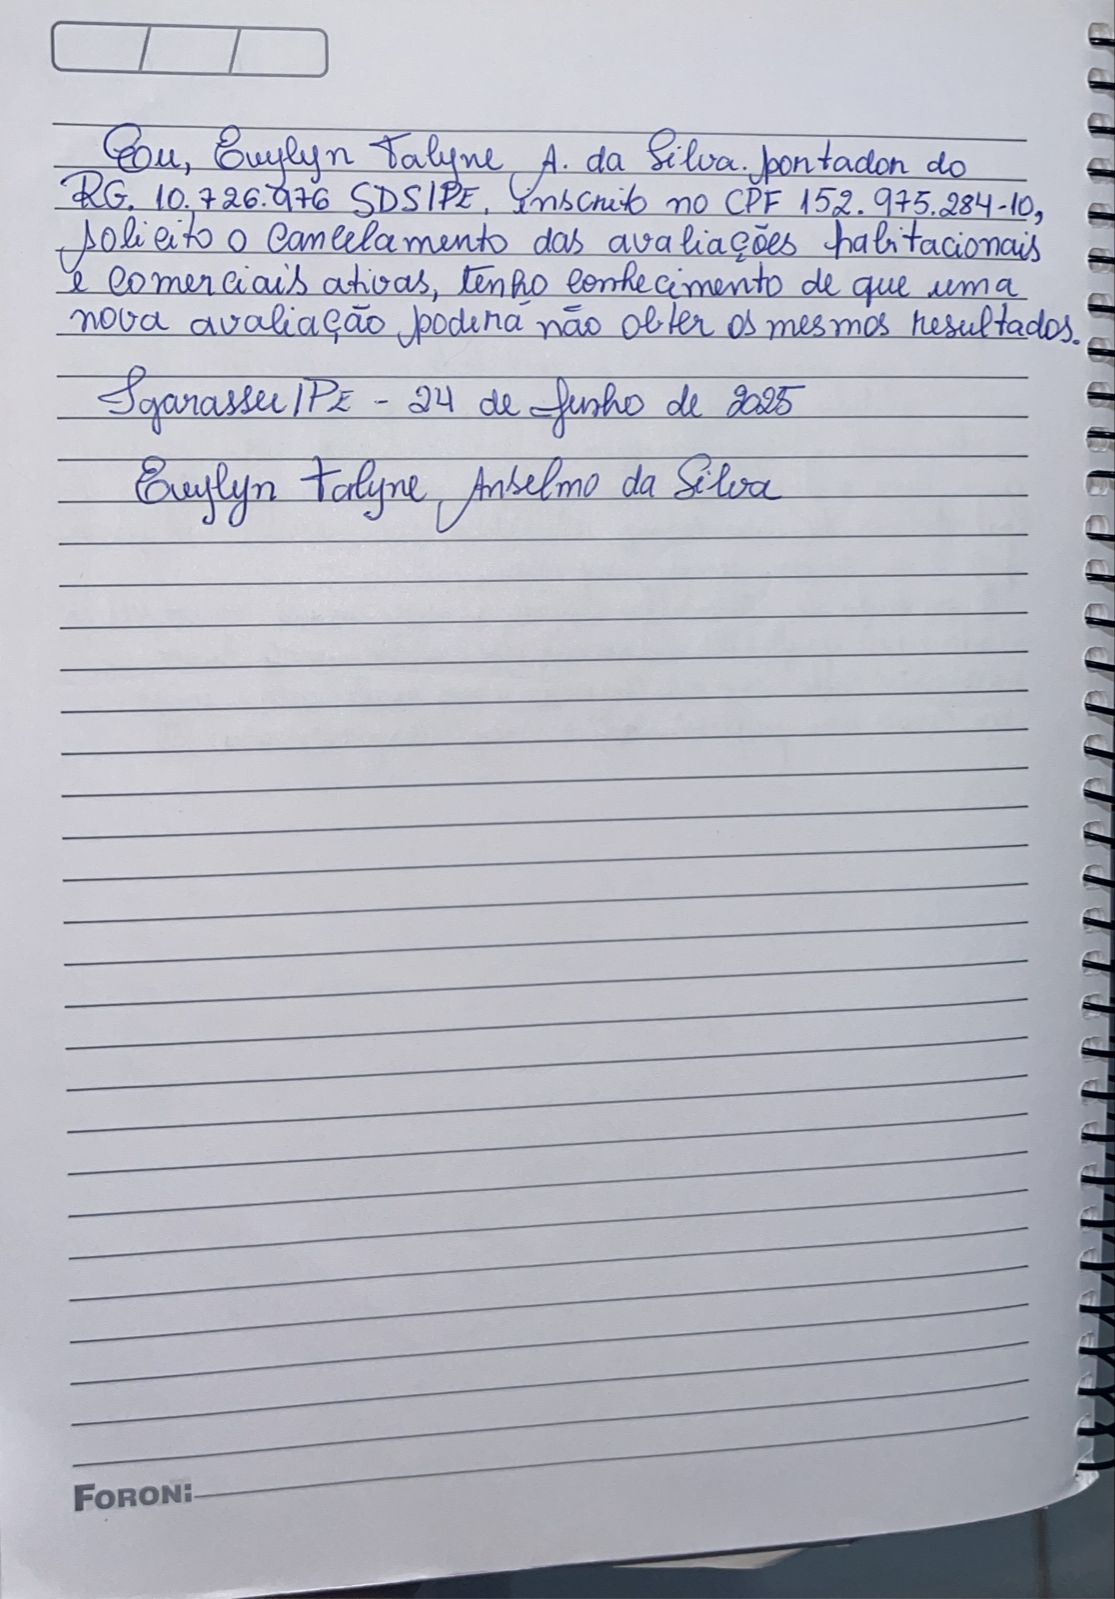 Eu, Evylyn Talyne A. da Silva. portador do
RG. 10.726.976 SDS/PE, inscrito no CPF 152.975.284-10,
solicito o cancelamento das avaliações habitacionais
e comerciais ativas, tenho conhecimento de que uma
nova avaliação poderá não obter os mesmos resultados.
Igarassu/PE - 24 de Junho de 2025
Evylyn Talyne Anselmo da Silva
FORONI